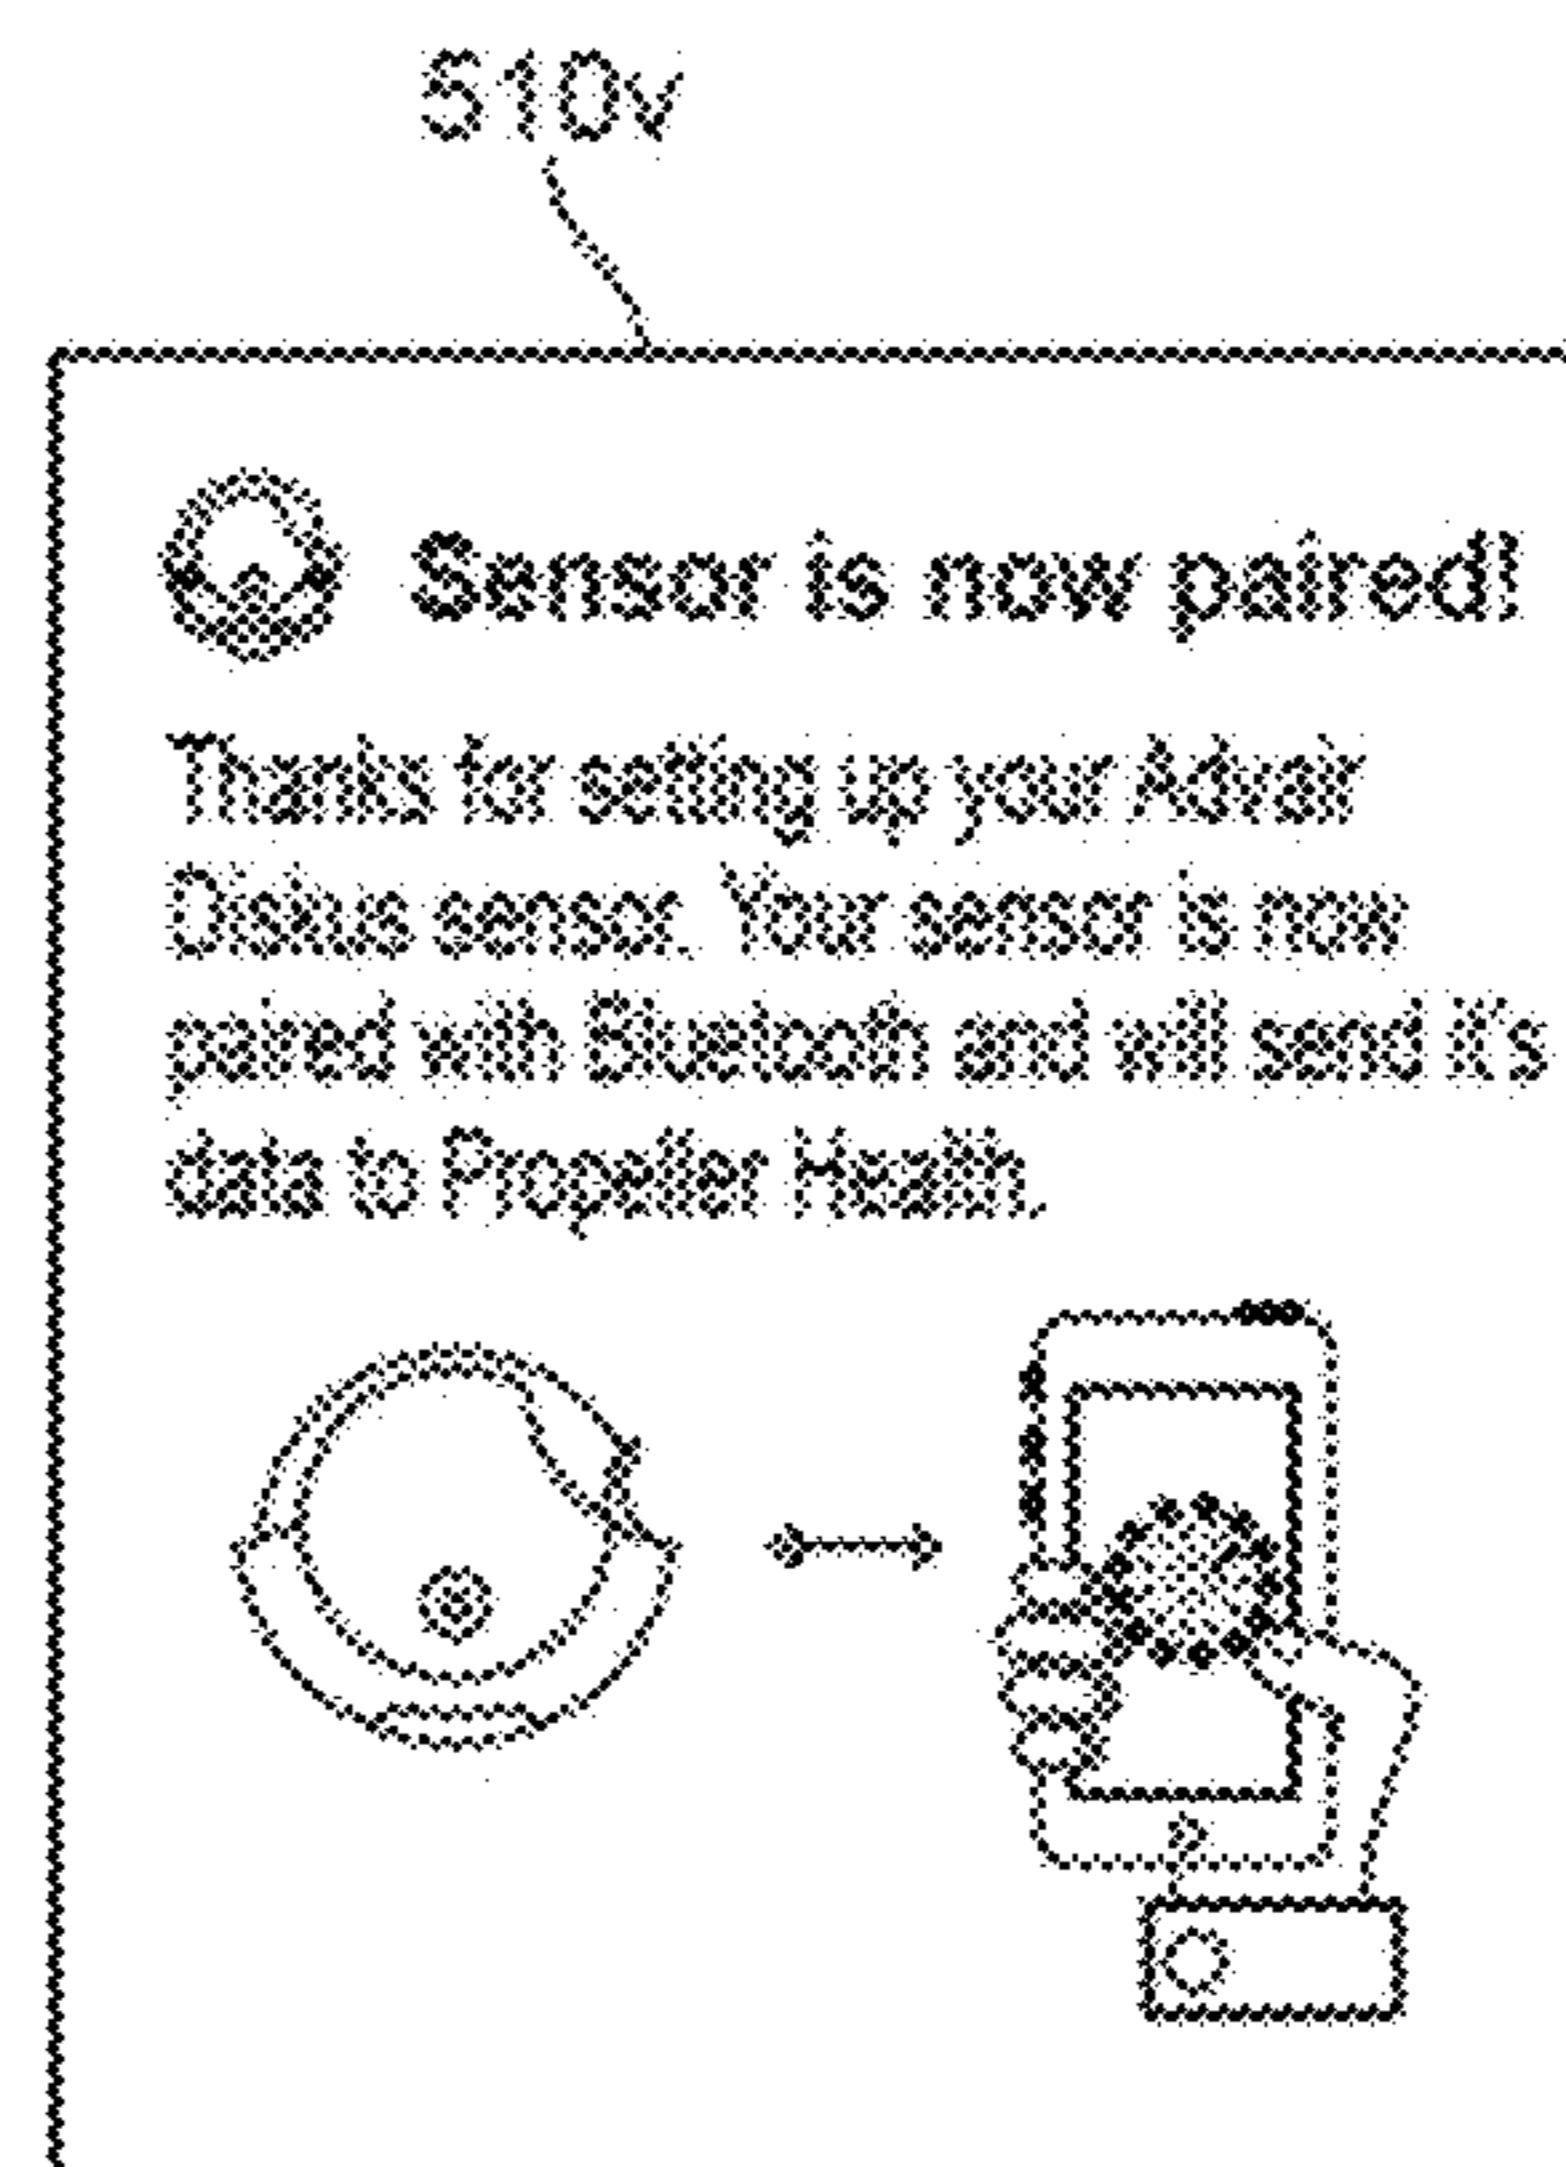 510v
Sensor is now paired!
Thanks for setting up your Advair
Diskus sensor. Your sensor is now
paired with Bluetooth and will send it's
data to Propeller Health.